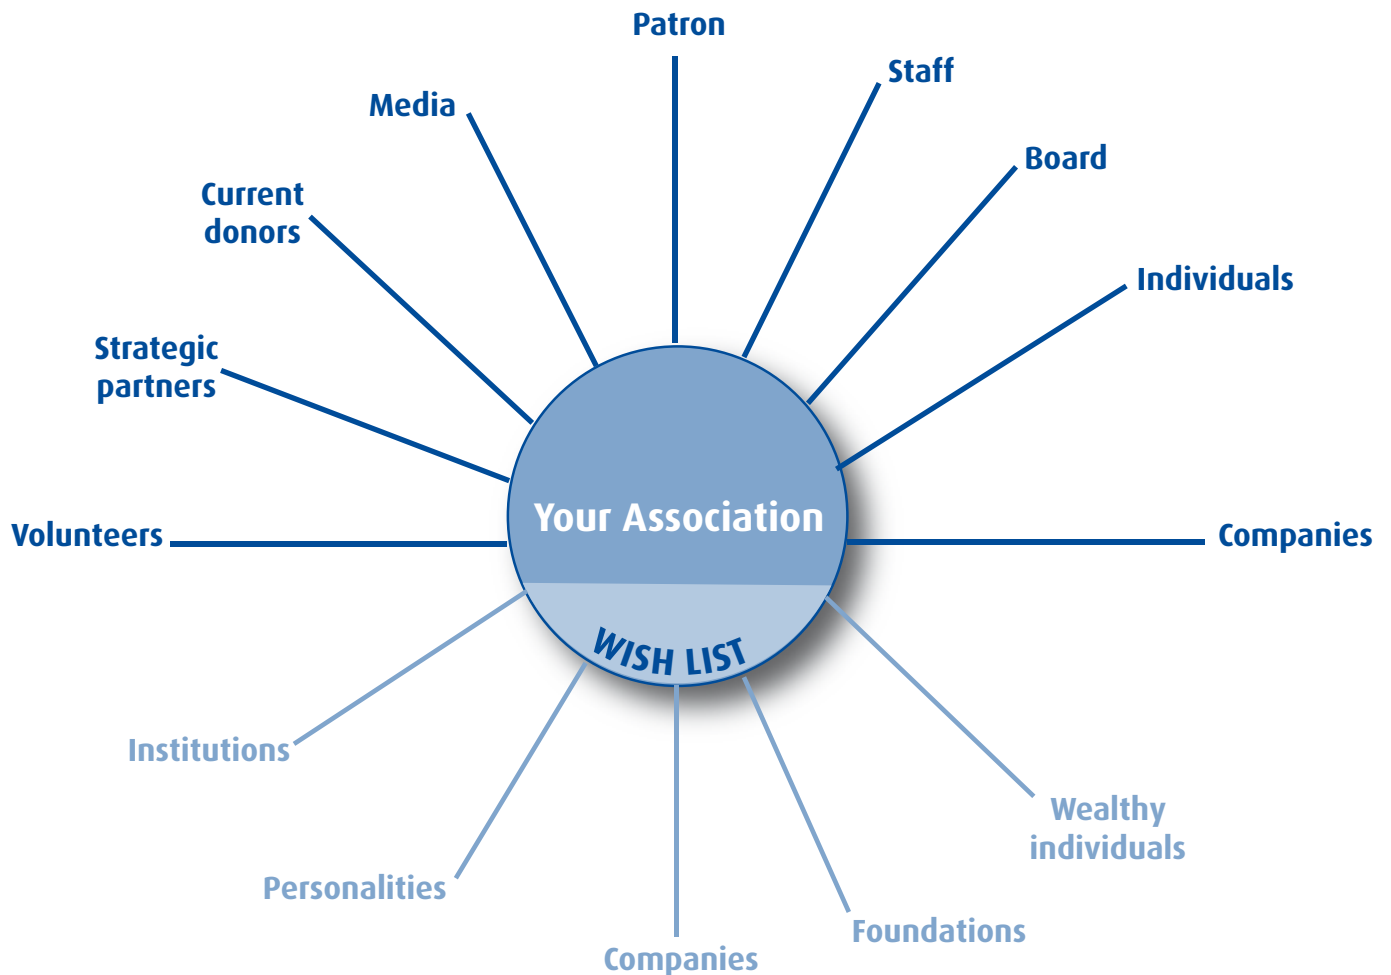 Patron
Staff
Media
Board
Current
donors
Individuals
Strategic
partners
Your Association
Volunteers
Companies
WISH LIST
Institutions
Wealthy
individuals
Personalities
Foundations
Companies